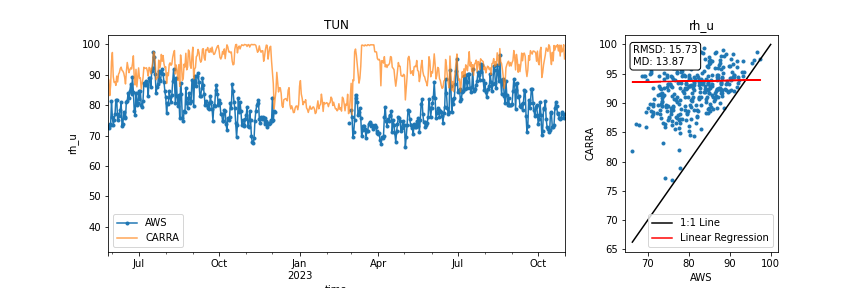 TUN
rh_u
100
90
80
70
60
50
40
AWS
CARRA
Jul
Oct
Jan
2023
Apr
Jul
Oct
time
rh_u
CARRA
100
95
90
85
80
75
70
65
RMSD: 15.73
MD: 13.87
1:1 Line
Linear Regression
70
80
90
100
AWS